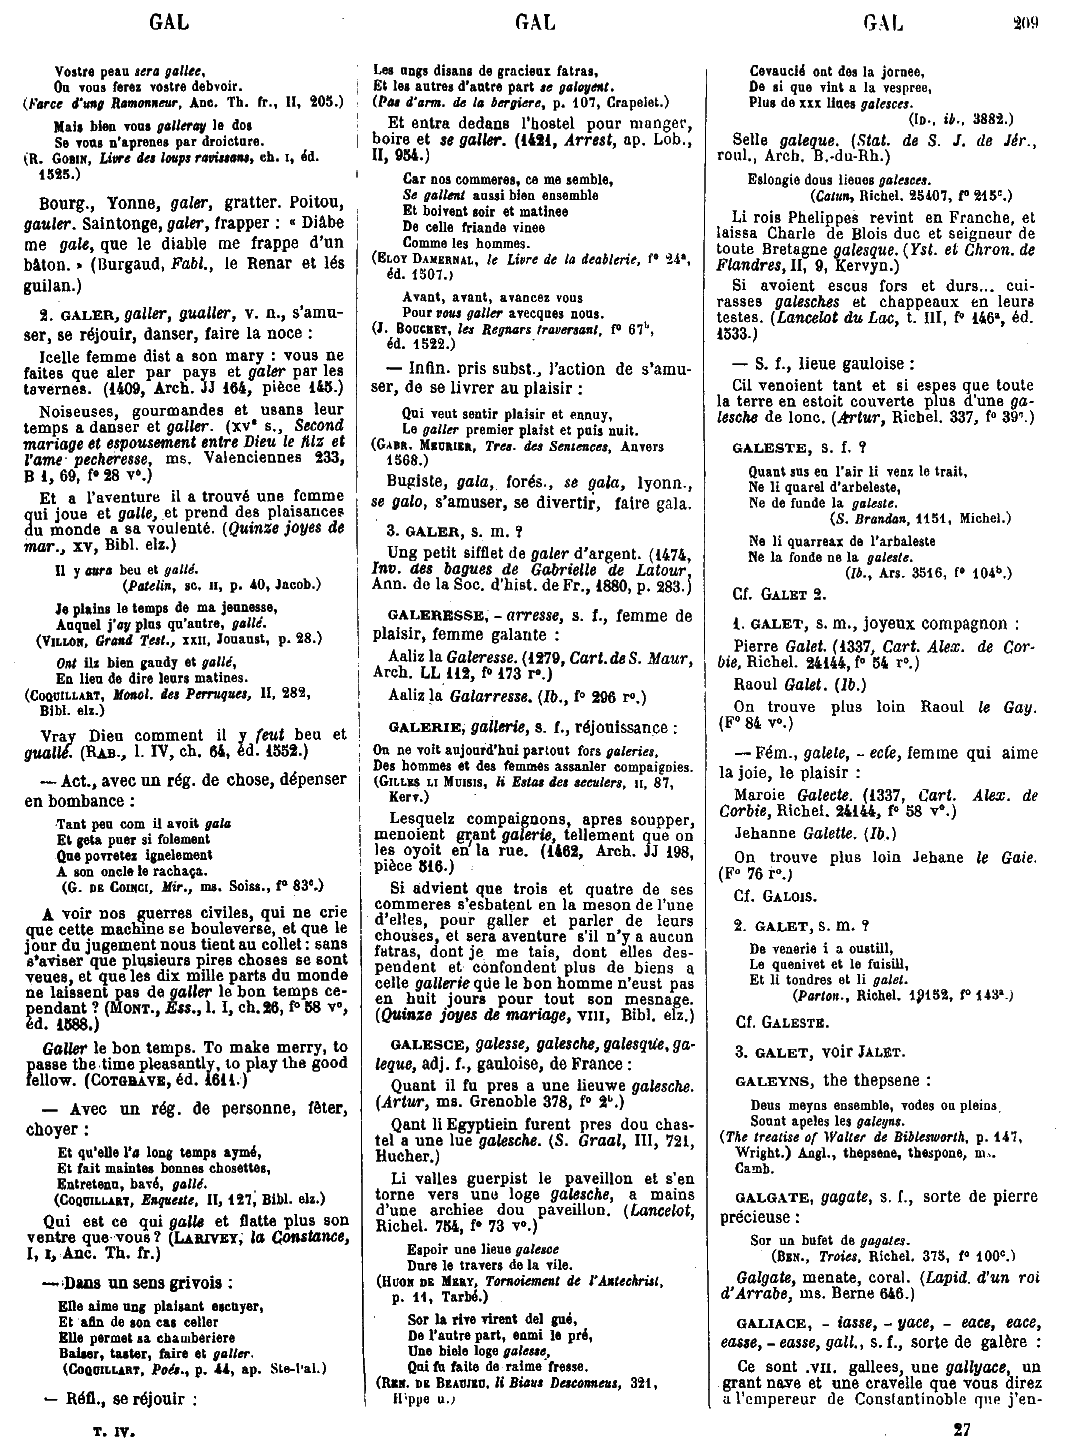 GAL GAL GAL 209
Vostre peau sera gallee,
Ou vous ferez vostre debvoir.
(Farce d'ung Ramonneur, Anc. Th. fr., II, 205.)
Mais bien vous galleray le dos
Se vous n'aprenes par droicture.
(R. GOBIN, Livre des loups ravissans, ch. I, éd.
1525.)
Bourg., Yonne, galer, gratter. Poitou,
gauler. Saintonge, galer, frapper : « Diâbe
me gale, que le diable me frappe d'un
bâton. » (Burgaud, Fabl., le Renar et lés
guilan.)
2. GALER, galler, gualler, v. n., s'amu-
ser, se réjouir, danser, faire la noce :
Icelle femme dist a son mary : vous ne
faites que aler par pays et galer par les
tavernes. (1409, Arch. JJ 164, pièce 145.)
Noiseuses, gourmandes et usans leur
temps a danser et galler. (XVe s., Second
mariage et espousement entre Dieu le filz et
l'ame pecheresse, ms. Valenciennes 233,
B 1, 69, f° 28 v°.)
Et a l'aventure il a trouvé une femme
qui joue et galle, et prend des plaisances
du monde a sa voulenté. (Quinze joyes de
mar., XV, Bibl. elz.)
Il y aura beu et gallé.
(Patelin, sc. II, p. 40, Jacob.)
Je plains le temps de ma jeunesse,
Auquel j'ay plus qu'autre, gallé.
(VILLON, Grand Test., XXII, Jouaust, p. 28.)
Ont ilz bien gaudy et gallé,
En lieu de dire leurs matines.
(COQUILLART, Monol. des Perruques, II, 282,
Bibl. elz.)
Vray Dieu comment il y feut beu et
guallé. (RAB., l. IV, ch. 64, éd. 1552.)
— Act., avec un rég. de chose, dépenser
en bombance :
Tant peu com il avoit gala
Et geta puer si folement
Que povretez ignelement
A son oncle le rachaça.
(G. DE COINCI, Mir., ms. Soiss., f° 83c.)
A voir nos guerres civiles, qui ne crie
que cette machine se bouleverse, et que le
jour du jugement nous tient au collet : sans
s'aviser que plusieurs pires choses se sont
veues, et que les dix mille parts du monde
ne laissent pas de galler le bon temps ce-
pendant ? (MONT., Ess., l. I, ch. 26, f° 58 v°,
éd. 1588.)
Galler le bon temps. To make merry, to
passe the time pleasantly, to play the good
fellow. (COTGRAVE, éd. 1611.)
— Avec un rég. de personne, fêter,
choyer :
Et qu'elle l'a long temps aymé,
Et fait maintes bonnes chosettes,
Entretenu, bavé, gallé.
(COQUILLART, Enqueste, II, 127, Bibl. elz.)
Qui est ce qui galle et flatte plus son
ventre que vous ? (LARIVEY, la Constance,
I, I, Anc. Th. fr.)
— Dans un sens grivois :
Elle aime ung plaisant escuyer,
Et afin de son cas celler
Elle permet sa chamberiere
Baiser, taster, faire et galler.
(COQUILLART, Poés., p. 44, ap. Ste-Pal.)
— Réfl., se réjouir :
T. IV.
Les ungs disans de gracieux fatras,
Et les autres d'autre part se galoyent.
(Pas d'arm. de la bergiere, p. 107, Crapelet.)
Et entra dedans l'hostel pour manger,
boire et se galler. (1421, Arrest, ap. Lob.,
II, 954.)
Car nos commeres, ce me semble,
Se gallent aussi bien ensemble
Et boivent soir et matinee
De celle friande vinee
Comme les hommes.
(ELOY DAMERNAL, le Livre de la deablerie, f° 24a,
éd. 1507.)
Avant, avant, avancez vous
Pour vous galler avecques nous.
(J. BOUCHET, les Regnars traversant, f° 67b,
éd. 1522.)
— Infin. pris subst., l'action de s'amu-
ser, de se livrer au plaisir :
Qui veut sentir plaisir et ennuy,
Le galler premier plaist et puis nuit.
(GABR. MEURIER, Tres. des Sentences, Anvers
1568.)
Bugiste, gala, forés., se gala, lyonn.,
se galo, s'amuser, se divertir, faire gala.
3. GALER, s. m. ?
Ung petit sifflet de galer d'argent. (1474,
Inv. des bagues de Gabrielle de Latour,
Ann. de la Soc. d'hist. de Fr., 1880, p. 283.)
GALERESSE, - arresse, s. f., femme de
plaisir, femme galante :
Aaliz la Galeresse. (1279, Cart. de S. Maur,
Arch. LL 112, f° 173 r°.)
Aaliz la Galarresse. (Ib., f° 296 r°.)
GALERIE, gallerie, s. f., réjouissance :
On ne voit aujourd'hui partout fors galeries,
Des hommes et des femmes assanler compaignies.
(GILLES LI MUISIS, li Estas des seculers, II, 87,
Kerv.)
Lesquelz compaignons, apres soupper,
menoient grant galerie, tellement que on
les oyoit en la rue. (1462, Arch. JJ 198,
pièce 516.)
Si advient que trois et quatre de ses
commeres s'esbatent en la meson de l'une
d'elles, pour galler et parler de leurs
chouses, et sera aventure s'il n'y a aucun
fatras, dont je me tais, dont elles des-
pendent et confondent plus de biens a
celle gallerie que le bon homme n'eust pas
en huit jours pour tout son mesnage.
(Quinze joyes de mariage, VIII, Bibl. elz.)
GALESCE, galesse, galesche, galesque, ga-
leque, adj. f., gauloise, de France :
Quant il fu pres a une lieuwe galesche.
(Artur, ms. Grenoble 378, f° 2b.)
Qant li Egyptiein furent pres dou chas-
tel a une lue galesche. (S. Graal, III, 721,
Hucher.)
Li valles guerpist le paveillon et s'en
torne vers une loge galesche, a mains
d'une archiee dou paveillon. (Lancelot,
Richel. 754, f° 73 v°.)
Espoir une lieue galesce
Dure le travers de la vile.
(HUON DE MERY, Tornoiement de l'Antechrist,
p. 11, Tarbé.)
Sor la rive virent del gué,
De l'autre part, enmi le pré,
Une biele loge galesse,
Qui fu faite de raime fresse.
(REN. DE BEAUJEU, li Biaus Desconneus, 321,
Hippeau.)
Cevaucié ont des la jornee,
De si que vint a la vespree,
Plus de xxx liues galesces.
(ID., ib., 3882.)
Selle galeque. (Stat. de S. J. de Jér.,
roul., Arch. B.-du-Rh.)
Eslongie dous lieues galesces.
(Catun, Richel. 25407, f° 215c.)
Li rois Phelippes revint en Franche, et
laissa Charle de Blois duc et seigneur de
toute Bretagne galesque. (Yst. et Chron. de
Flandres, II, 9, Kervyn.)
Si avoient escus fors et durs... cui-
rasses galesches et chappeaux en leurs
testes. (Lancelot du Lac, t. III, f° 146a, éd.
1533.)
— S. f., lieue gauloise :
Cil venoient tant et si espes que toute
la terre en estoit couverte plus d'une ga-
lesche de lonc. (Artur, Richel. 337, f° 39c.)
GALESTE, s. f. ?
Quant sus en l'air li venz le trait,
Ne li quarel d'arbeleste,
Ne de funde la galeste.
(S. Brandan, 1151, Michel.)
Ne li quarreax de l'arbaleste
Ne la fonde ne la galeste.
(Ib., Ars. 3516, f° 104b.)
Cf. GALET 2.
1. GALET, s. m., joyeux compagnon :
Pierre Galet. (1337, Cart. Alex. de Cor-
bie, Richel. 24144, f° 54 r°.)
Raoul Galet. (Ib.)
On trouve plus loin Raoul le Gay.
(F° 84 v°.)
— Fém., galete, - ecte, femme qui aime
la joie, le plaisir :
Maroie Galecte. (1337, Cart. Alex. de
Corbie, Richel. 24144, f° 58 v°.)
Jehanne Galette. (Ib.)
On trouve plus loin Jehane le Gaie.
(F° 76 r°.)
Cf. GALOIS.
2. GALET, s. m. ?
De venerie i a oustill,
Le quenivet et le fuisill,
Et li tondres et li galet.
(Parton., Richel. 19152, f° 143a.)
Cf. GALESTE.
3. GALET, voir JALET.
GALEYNS, the thepsene :
Deus meyns ensemble, vodes ou pleins,
Sount apeles les galeyns.
(The treatise of Walter de Biblesworth, p. 147,
Wright.) Angl., thepsene, thespone, ms.
Camb.
GALGATE, gagate, s. f., sorte de pierre
précieuse :
Sor un bufet de gagates.
(BEN., Troies, Richel. 375, f° 100c.)
Galgate, menate, coral. (Lapid. d'un roi
d'Arrabe, ms. Berne 646.)
GALIACE, - iasse, - yace, - eace, eace,
easse, - easse, gall., s. f., sorte de galère :
Ce sont .VII. gallees, une gallyace, un
grant nave et une cravelle que vous direz
a l'empereur de Constantinoble que j'en-
27